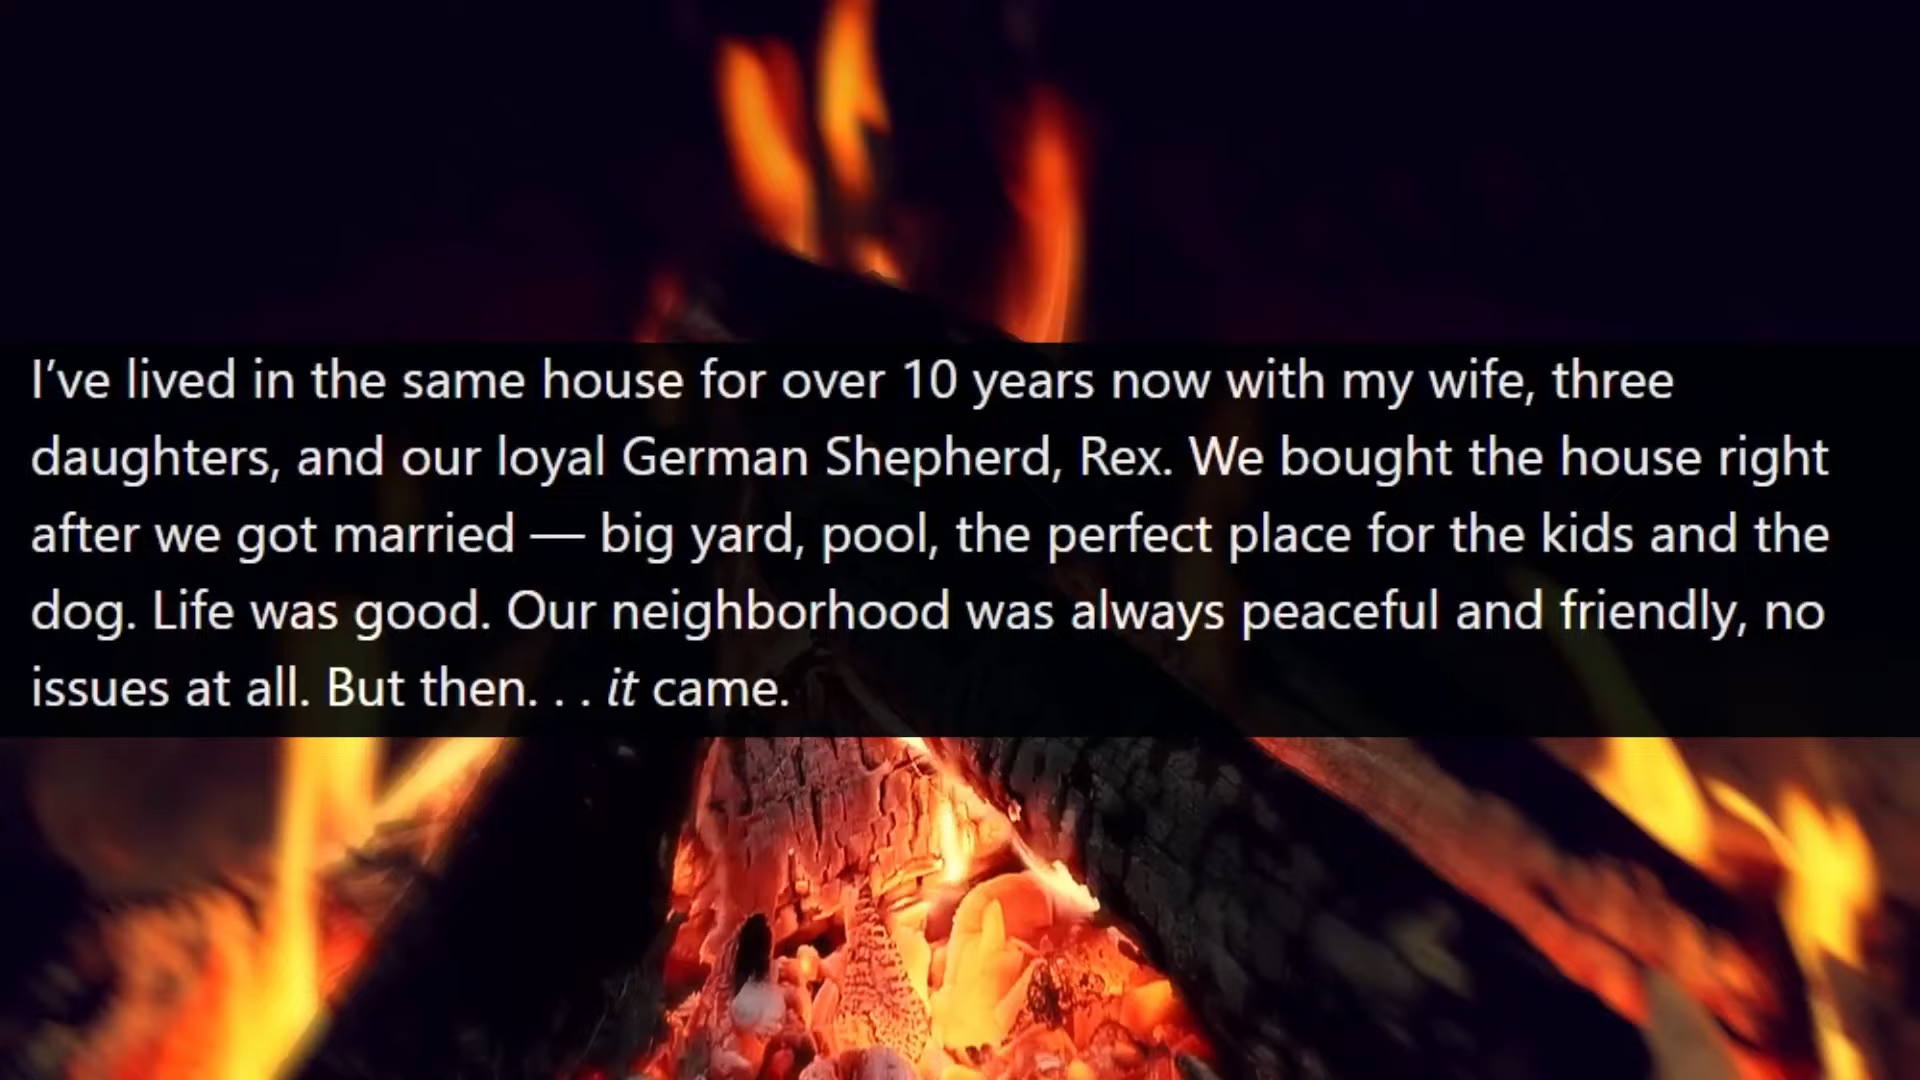 I’ve lived in the same house for over 10 years now with my wife, three
daughters, and our loyal German Shepherd, Rex. We bought the house right
after we got married — big yard, pool, the perfect place for the kids and the
dog. Life was good. Our neighborhood was always peaceful and friendly, no
issues at all. But then. . . it came.